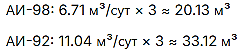 АИ-98: 6.71 м³/сут × 3 ≈ 20.13 м³
АИ-92: 11.04 м³/сут × 3 ≈ 33.12 м³